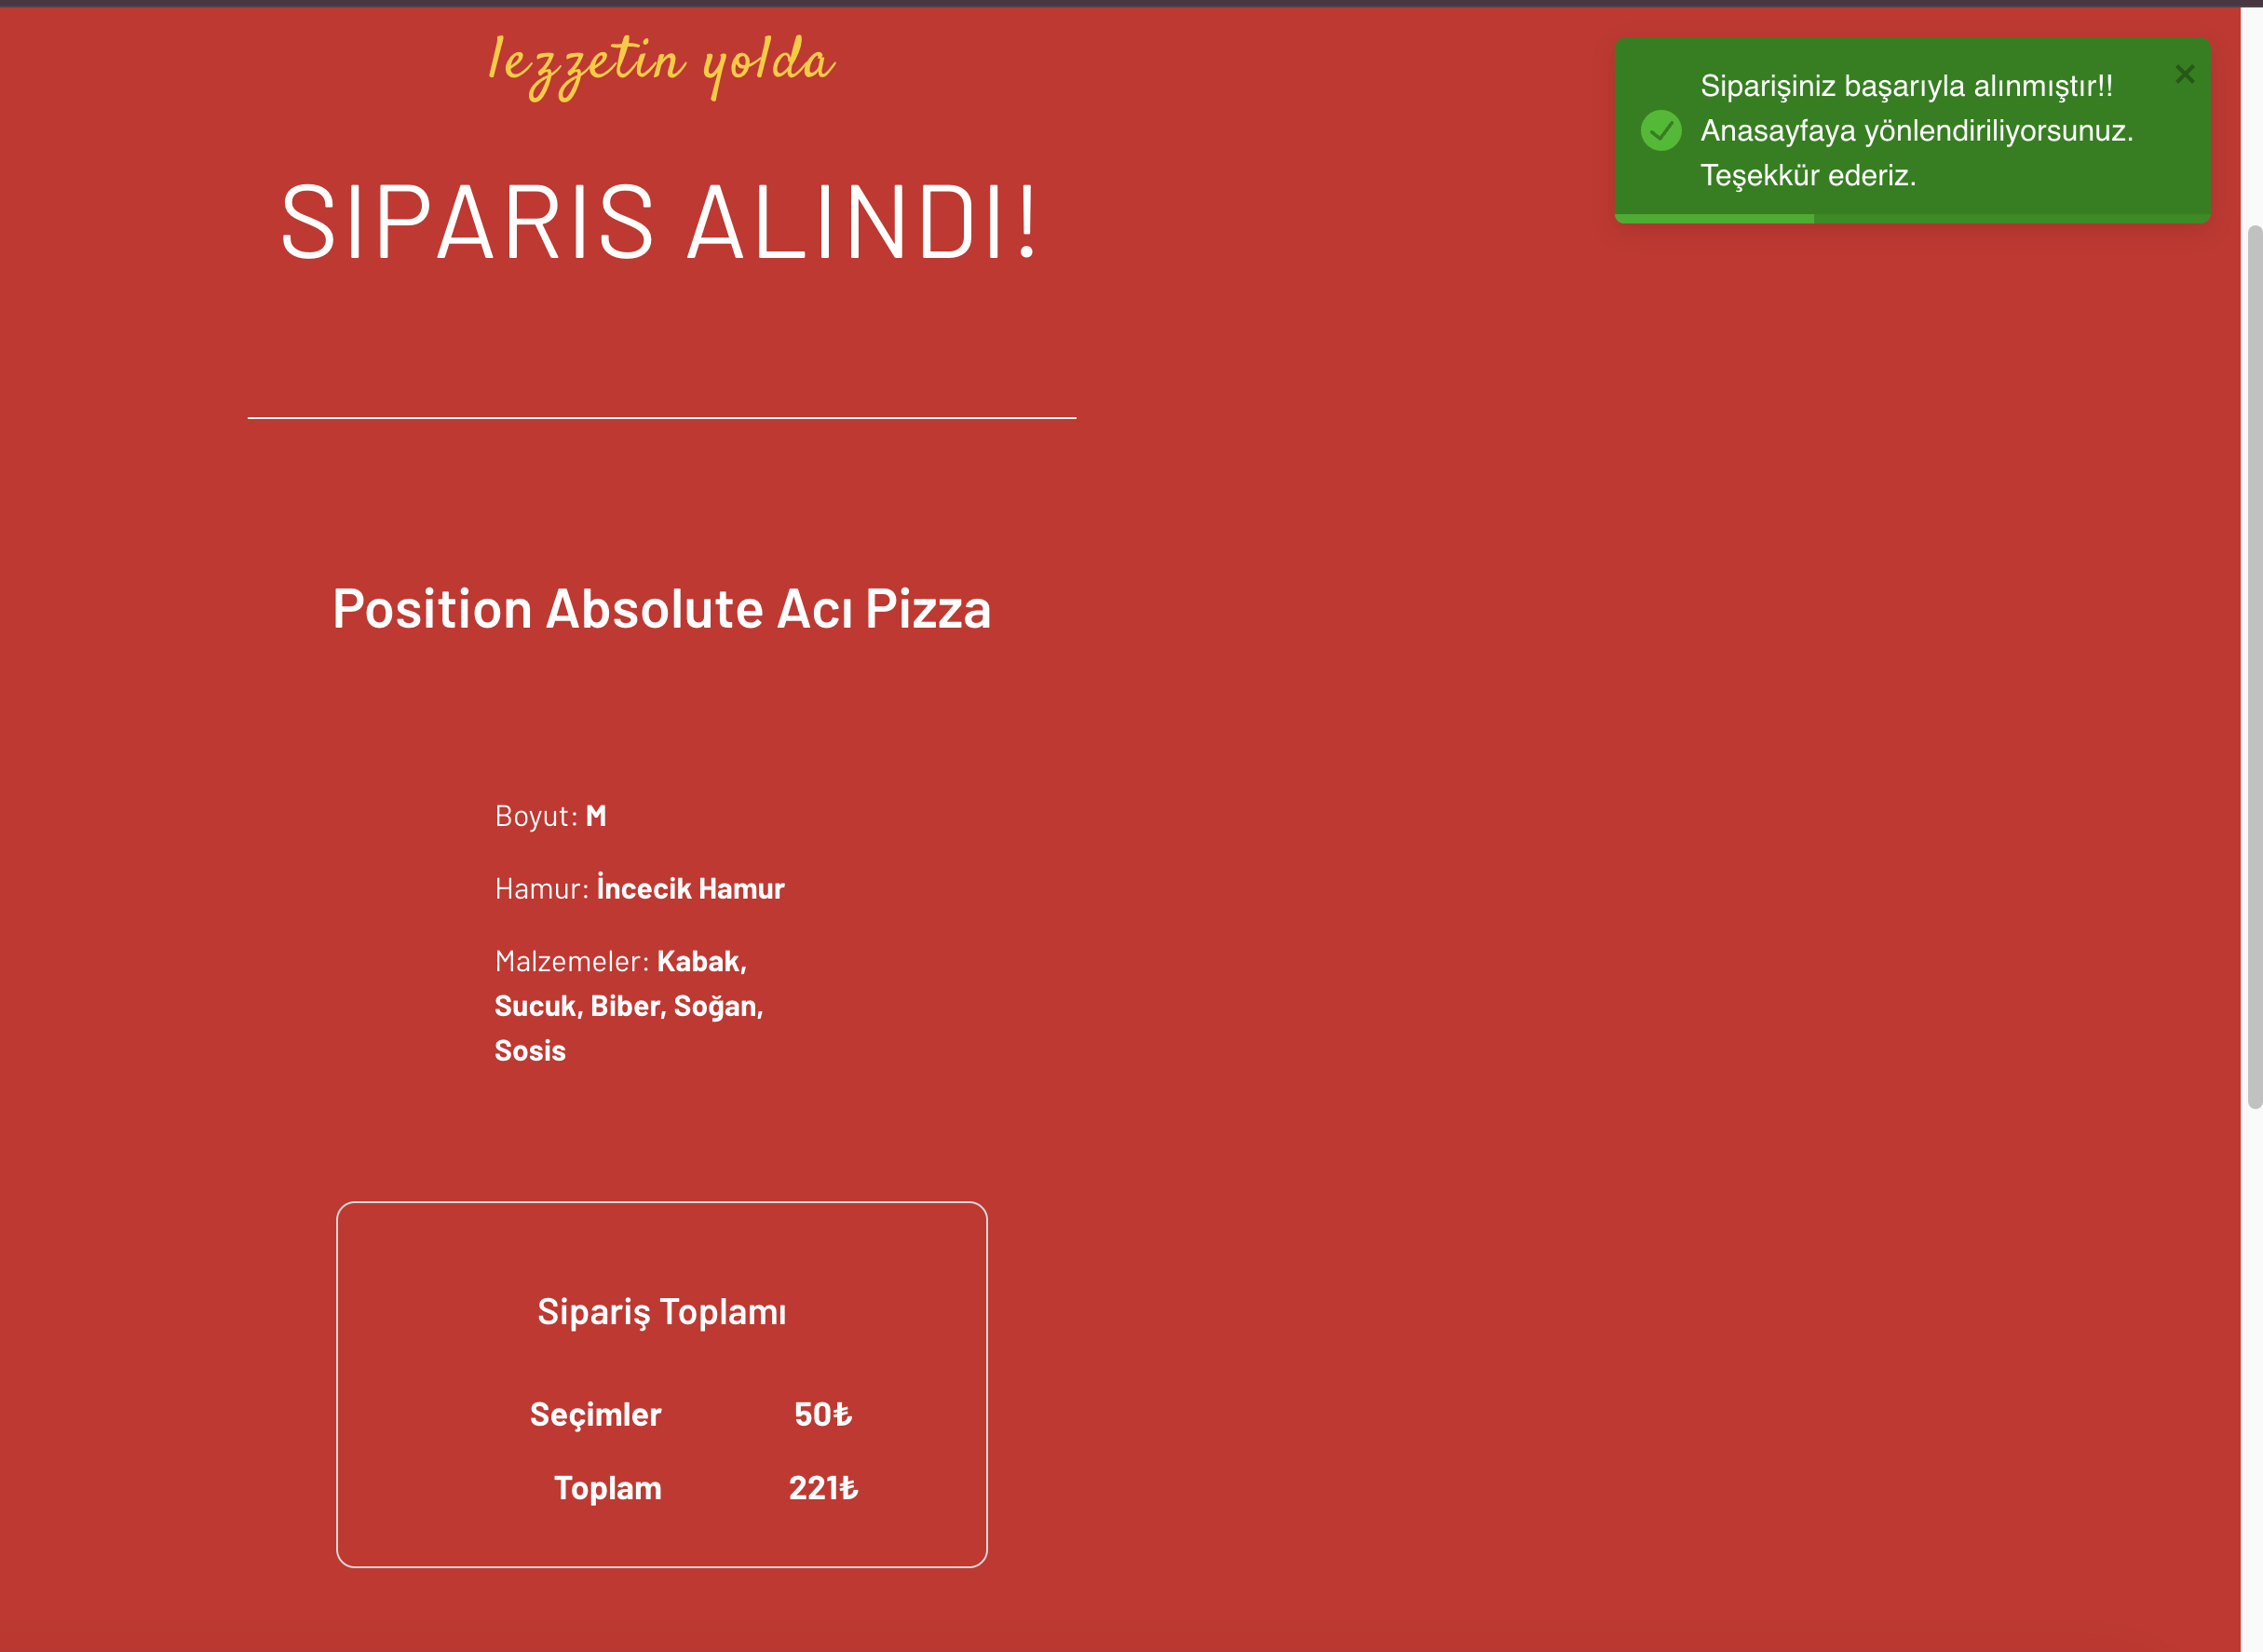 lezzetin yolda
SIPARIS ALINDI!
Siparişiniz başarıyla alınmıştır!!
Anasayfaya yönlendiriliyorsunuz.
Teşekkür ederiz.
Position Absolute Acı Pizza
Boyut: M
Hamur: İncecik Hamur
Malzemeler: Kabak,
Sucuk, Biber, Soğan,
Sosis
Sipariş Toplamı
Seçimler 50₺
Toplam 221₺